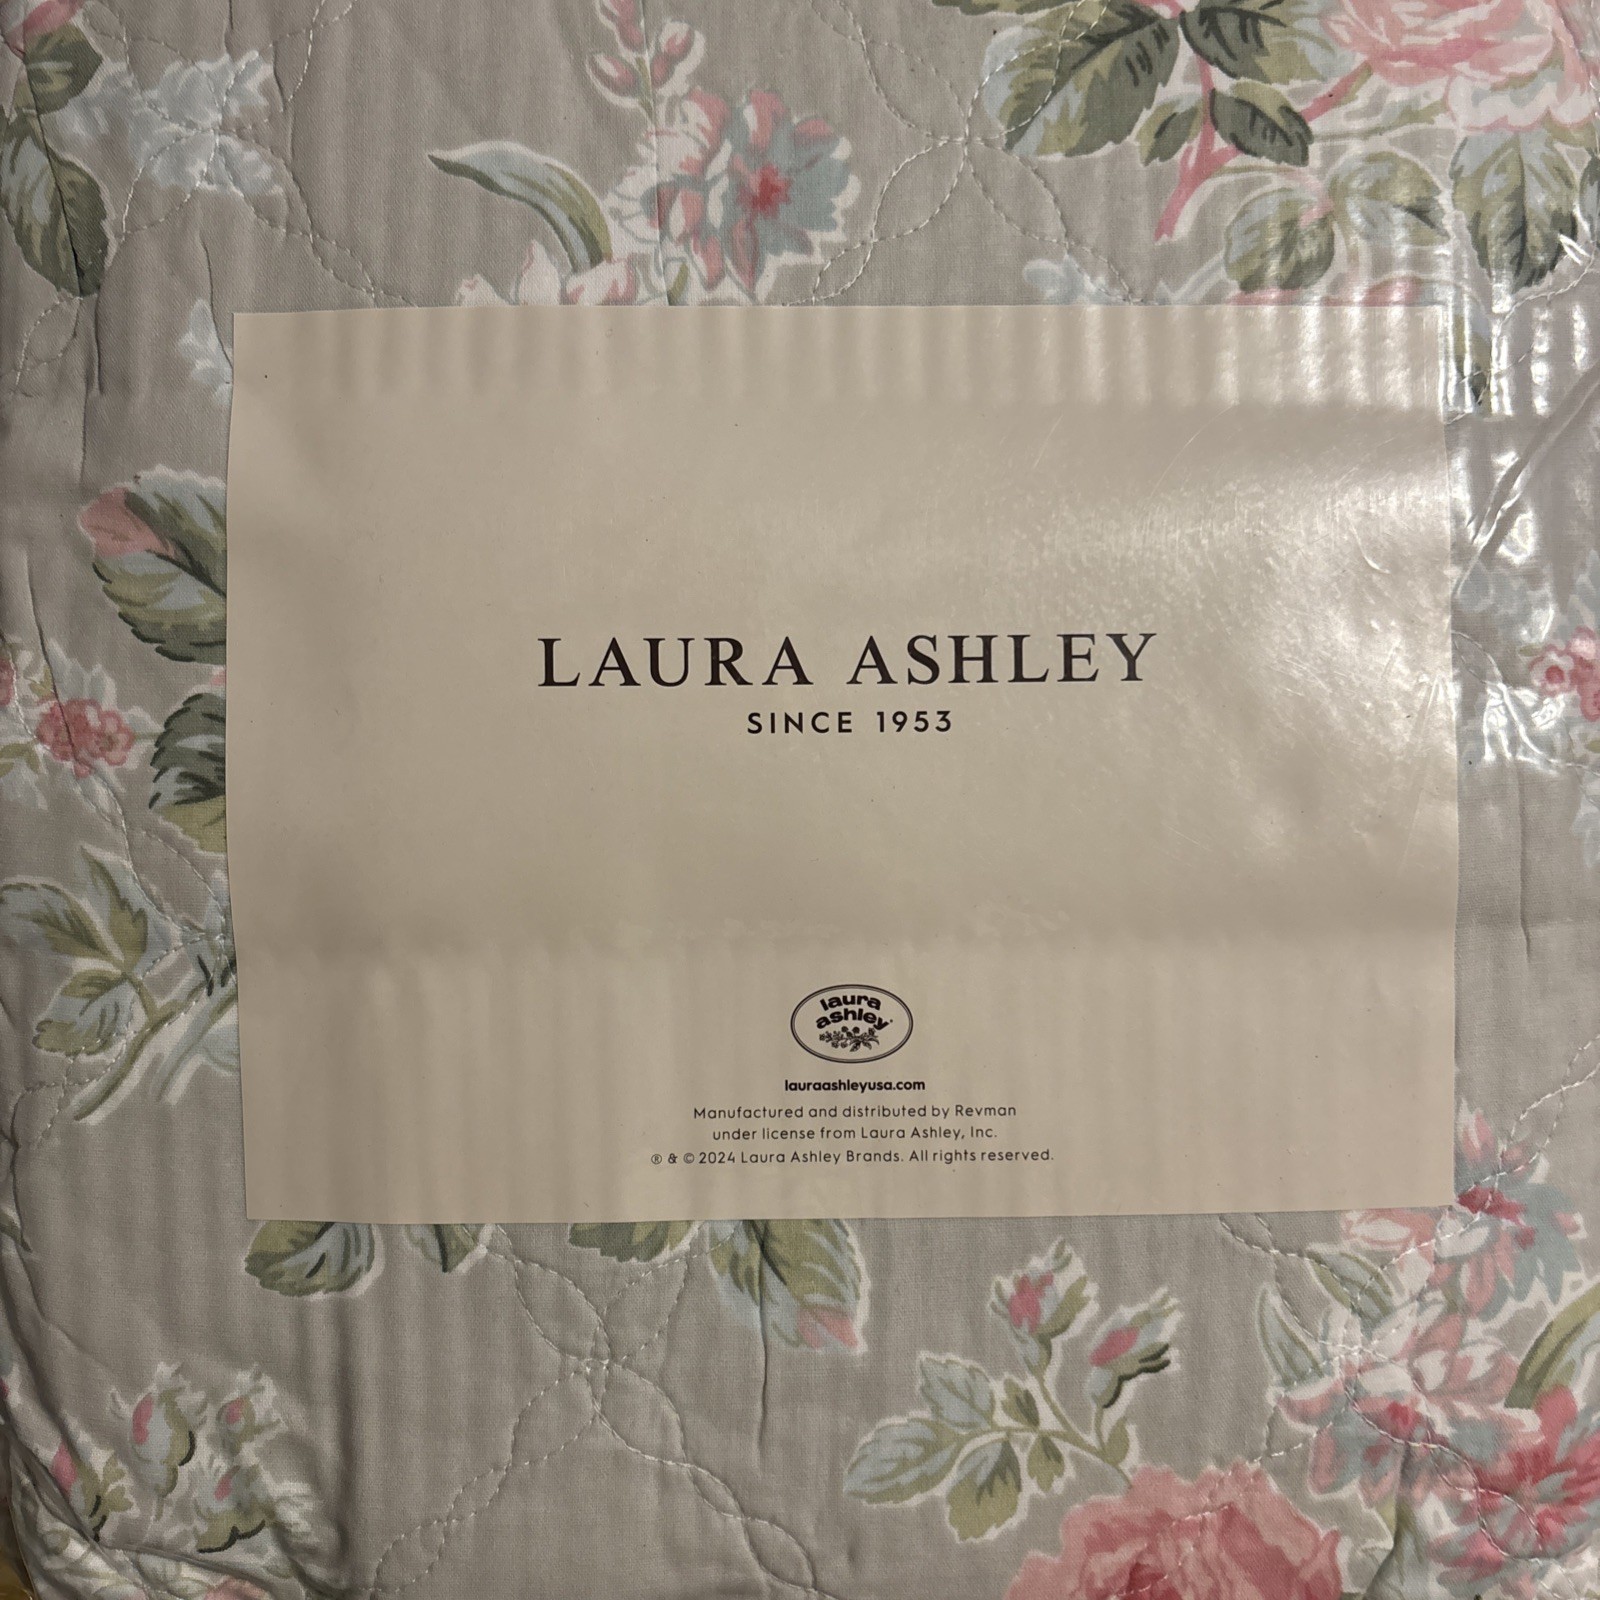 LAURA ASHLEY
SINCE 1953
laura
ashley
lauraashleyusa.com
Manufactured and distributed by Revman
under license from Laura Ashley, Inc.
® & © 2024 Laura Ashley Brands. All rights reserved.